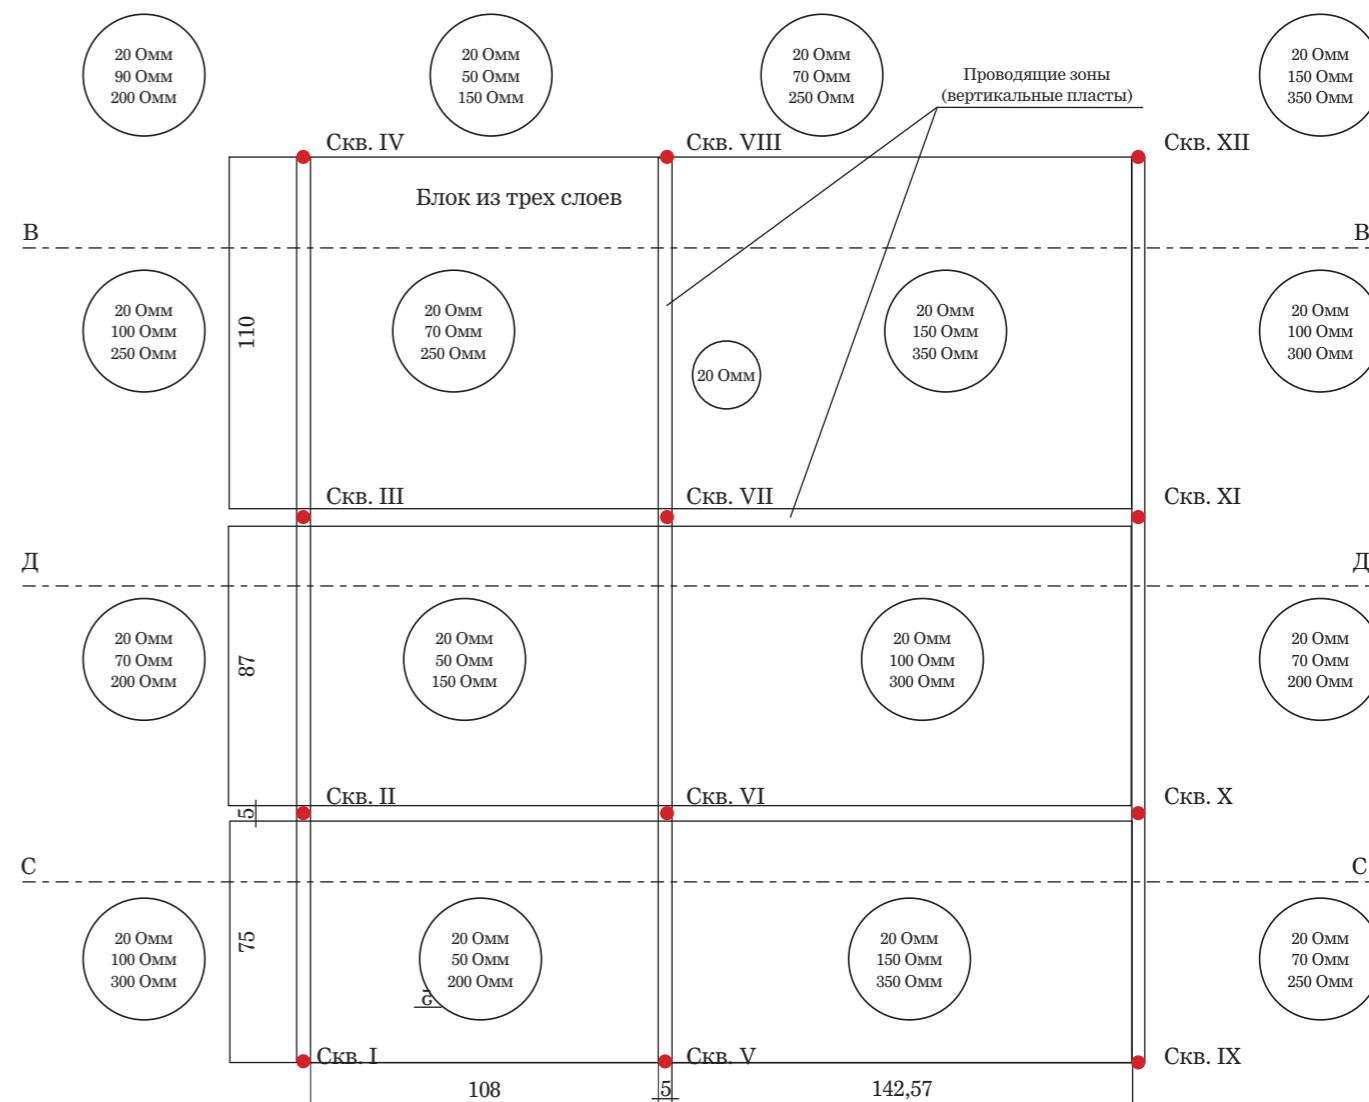 20 Омм
90 Омм
200 Омм
20 Омм
50 Омм
150 Омм
20 Омм
70 Омм
250 Омм
20 Омм
150 Омм
350 Омм
Проводящие зоны
(вертикальные пласты)
Скв. IV
Скв. VIII
Скв. XII
Блок из трех слоев
В
В
20 Омм
100 Омм
250 Омм
110
20 Омм
70 Омм
250 Омм
20 Омм
20 Омм
150 Омм
350 Омм
20 Омм
100 Омм
300 Омм
Скв. III
Скв. VII
Скв. XI
Д
Д
20 Омм
70 Омм
200 Омм
87
20 Омм
50 Омм
150 Омм
20 Омм
100 Омм
300 Омм
20 Омм
70 Омм
200 Омм
5
Скв. II
Скв. VI
Скв. X
С
С
20 Омм
100 Омм
300 Омм
75
20 Омм
50 Омм
200 Омм
20 Омм
150 Омм
350 Омм
20 Омм
70 Омм
250 Омм
Скв. I
Скв. V
Скв. IX
108
5
142,57